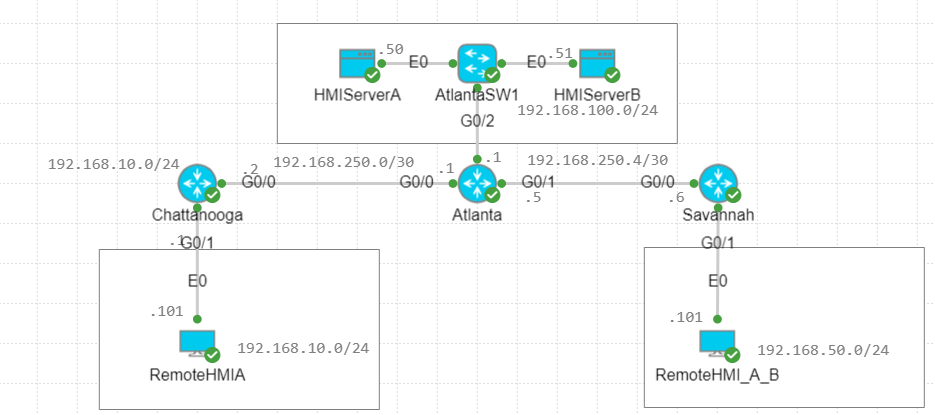 .50
E0
E0
.51
HMIServerA
AtlantaSW1
HMIServerB
192.168.100.0/24
G0/2
192.168.10.0/24
.2
192.168.250.0/30
.1
.1
192.168.250.4/30
G0/0
G0/0
G0/1
G0/0
.5
.6
Chattanooga
Atlanta
Savannah
.1
G0/1
G0/1
E0
E0
.101
.101
192.168.10.0/24
192.168.50.0/24
RemoteHMIA
RemoteHMI_A_B